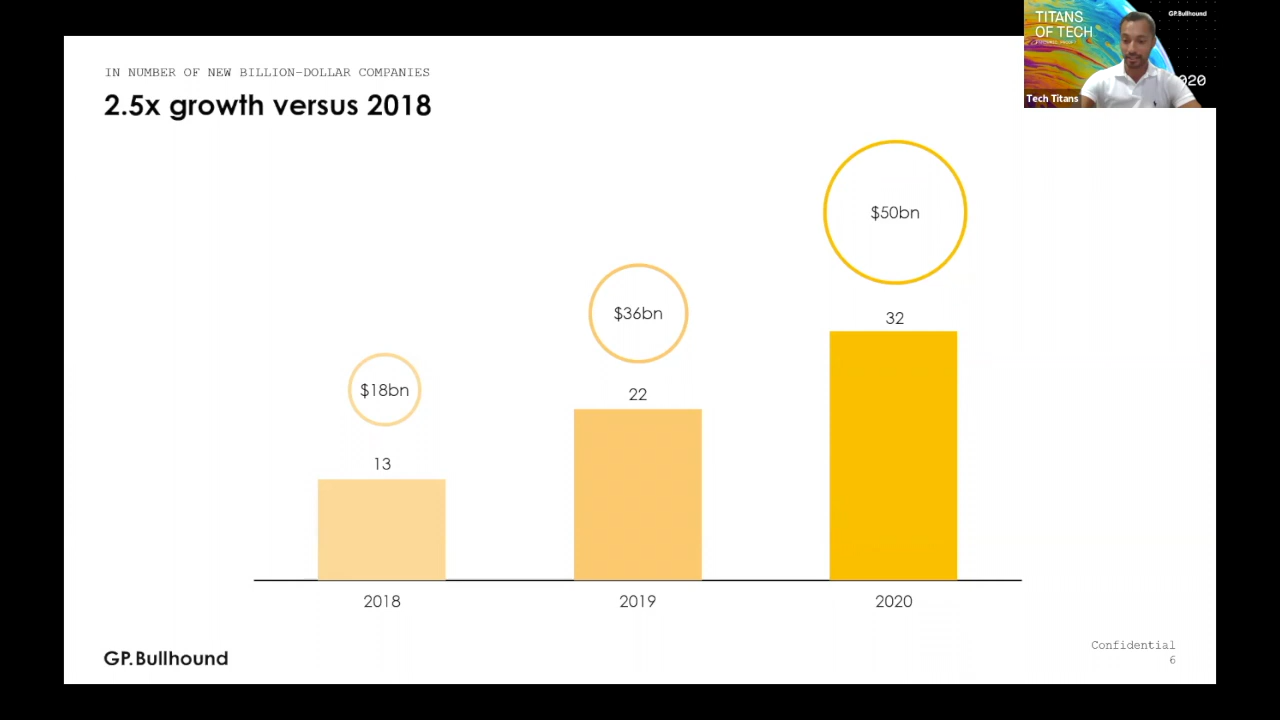 IN NUMBER OF NEW BILLION-DOLLAR COMPANIES
2.5x growth versus 2018
TITANS
OF TECH
GP.Bullhound
020
Tech Titans
$50bn
32
$36bn
22
$18bn
13
2018
2019
2020
GP.Bullhound
Confidential
6